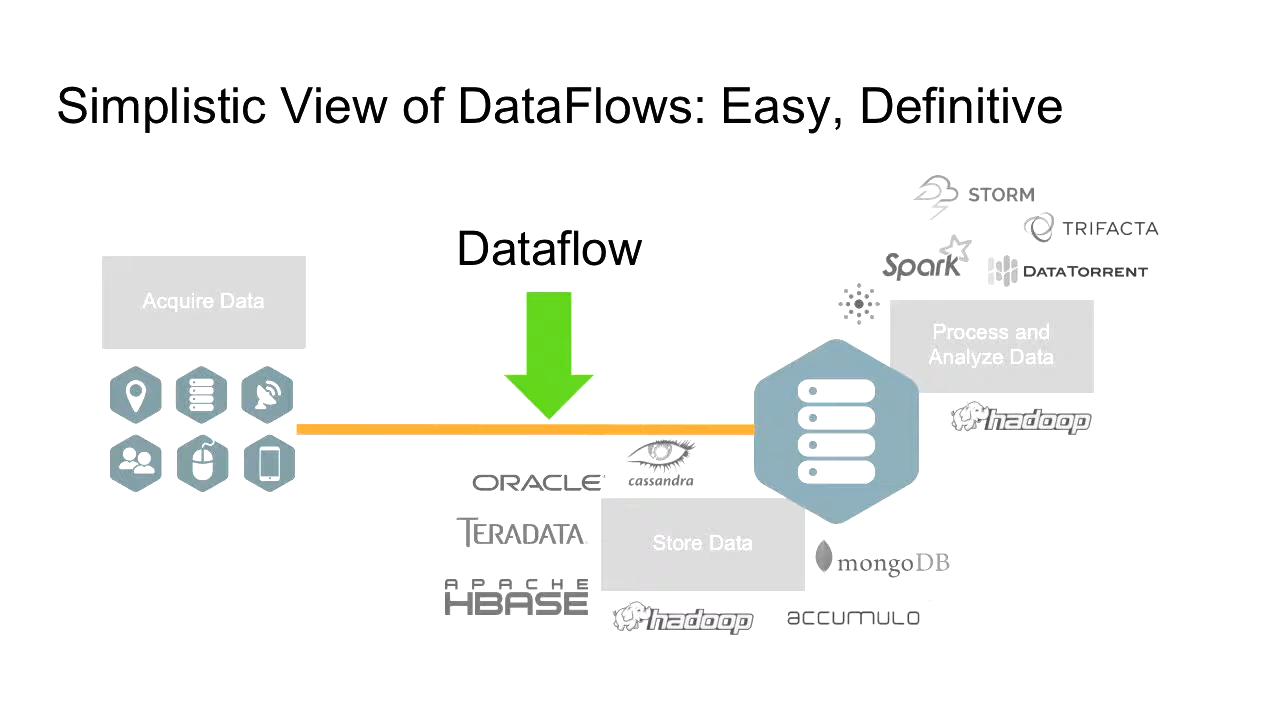 Simplistic View of DataFlows: Easy, Definitive
Dataflow
Acquire Data
STORM
TRIFACTA
Spark
DATATORRENT
Process and
Analyze Data
hadoop
ORACLE
cassandra
TERADATA
Store Data
APACHE
HBASE
mongoDB
hadoop
accumulo